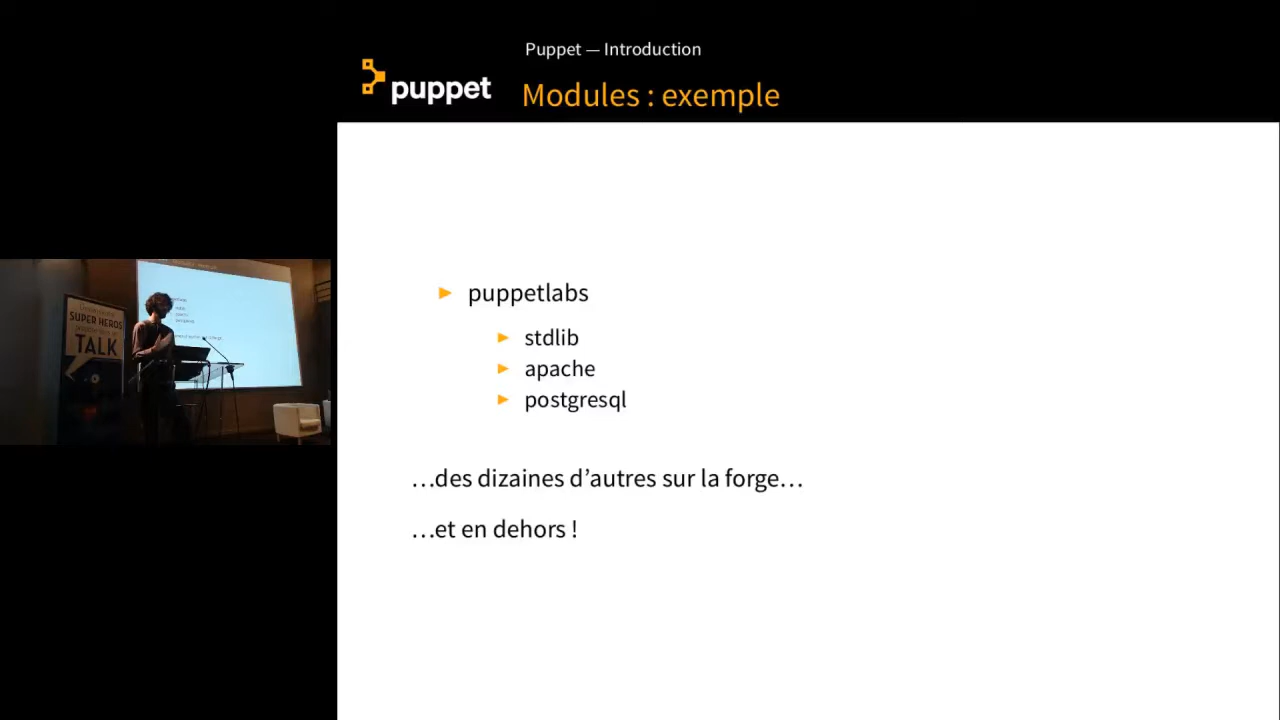 Puppet — Introduction
puppet
Modules : exemple
puppetlabs
stdlib
apache
postgresql
…des dizaines d’autres sur la forge…
…et en dehors !
SUPER HEROS
TALK